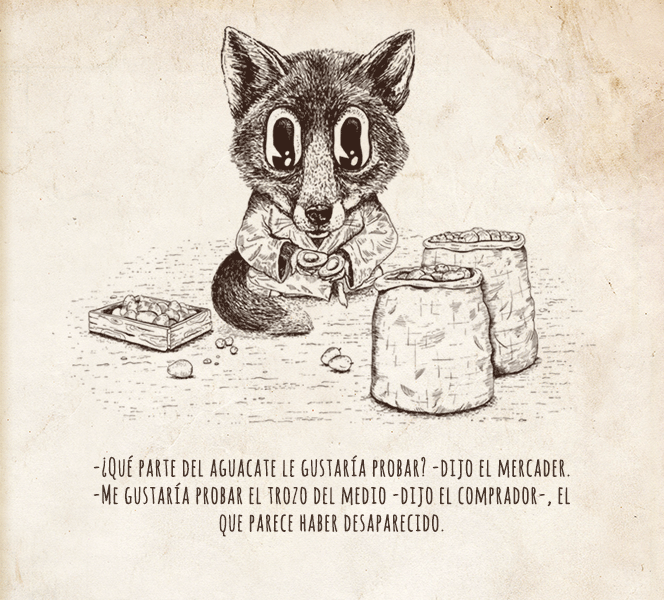 -¿Qué parte del aguacate le gustaría probar? -dijo el mercader.
-Me gustaría probar el trozo del medio -dijo el comprador-, el
que parece haber desaparecido.